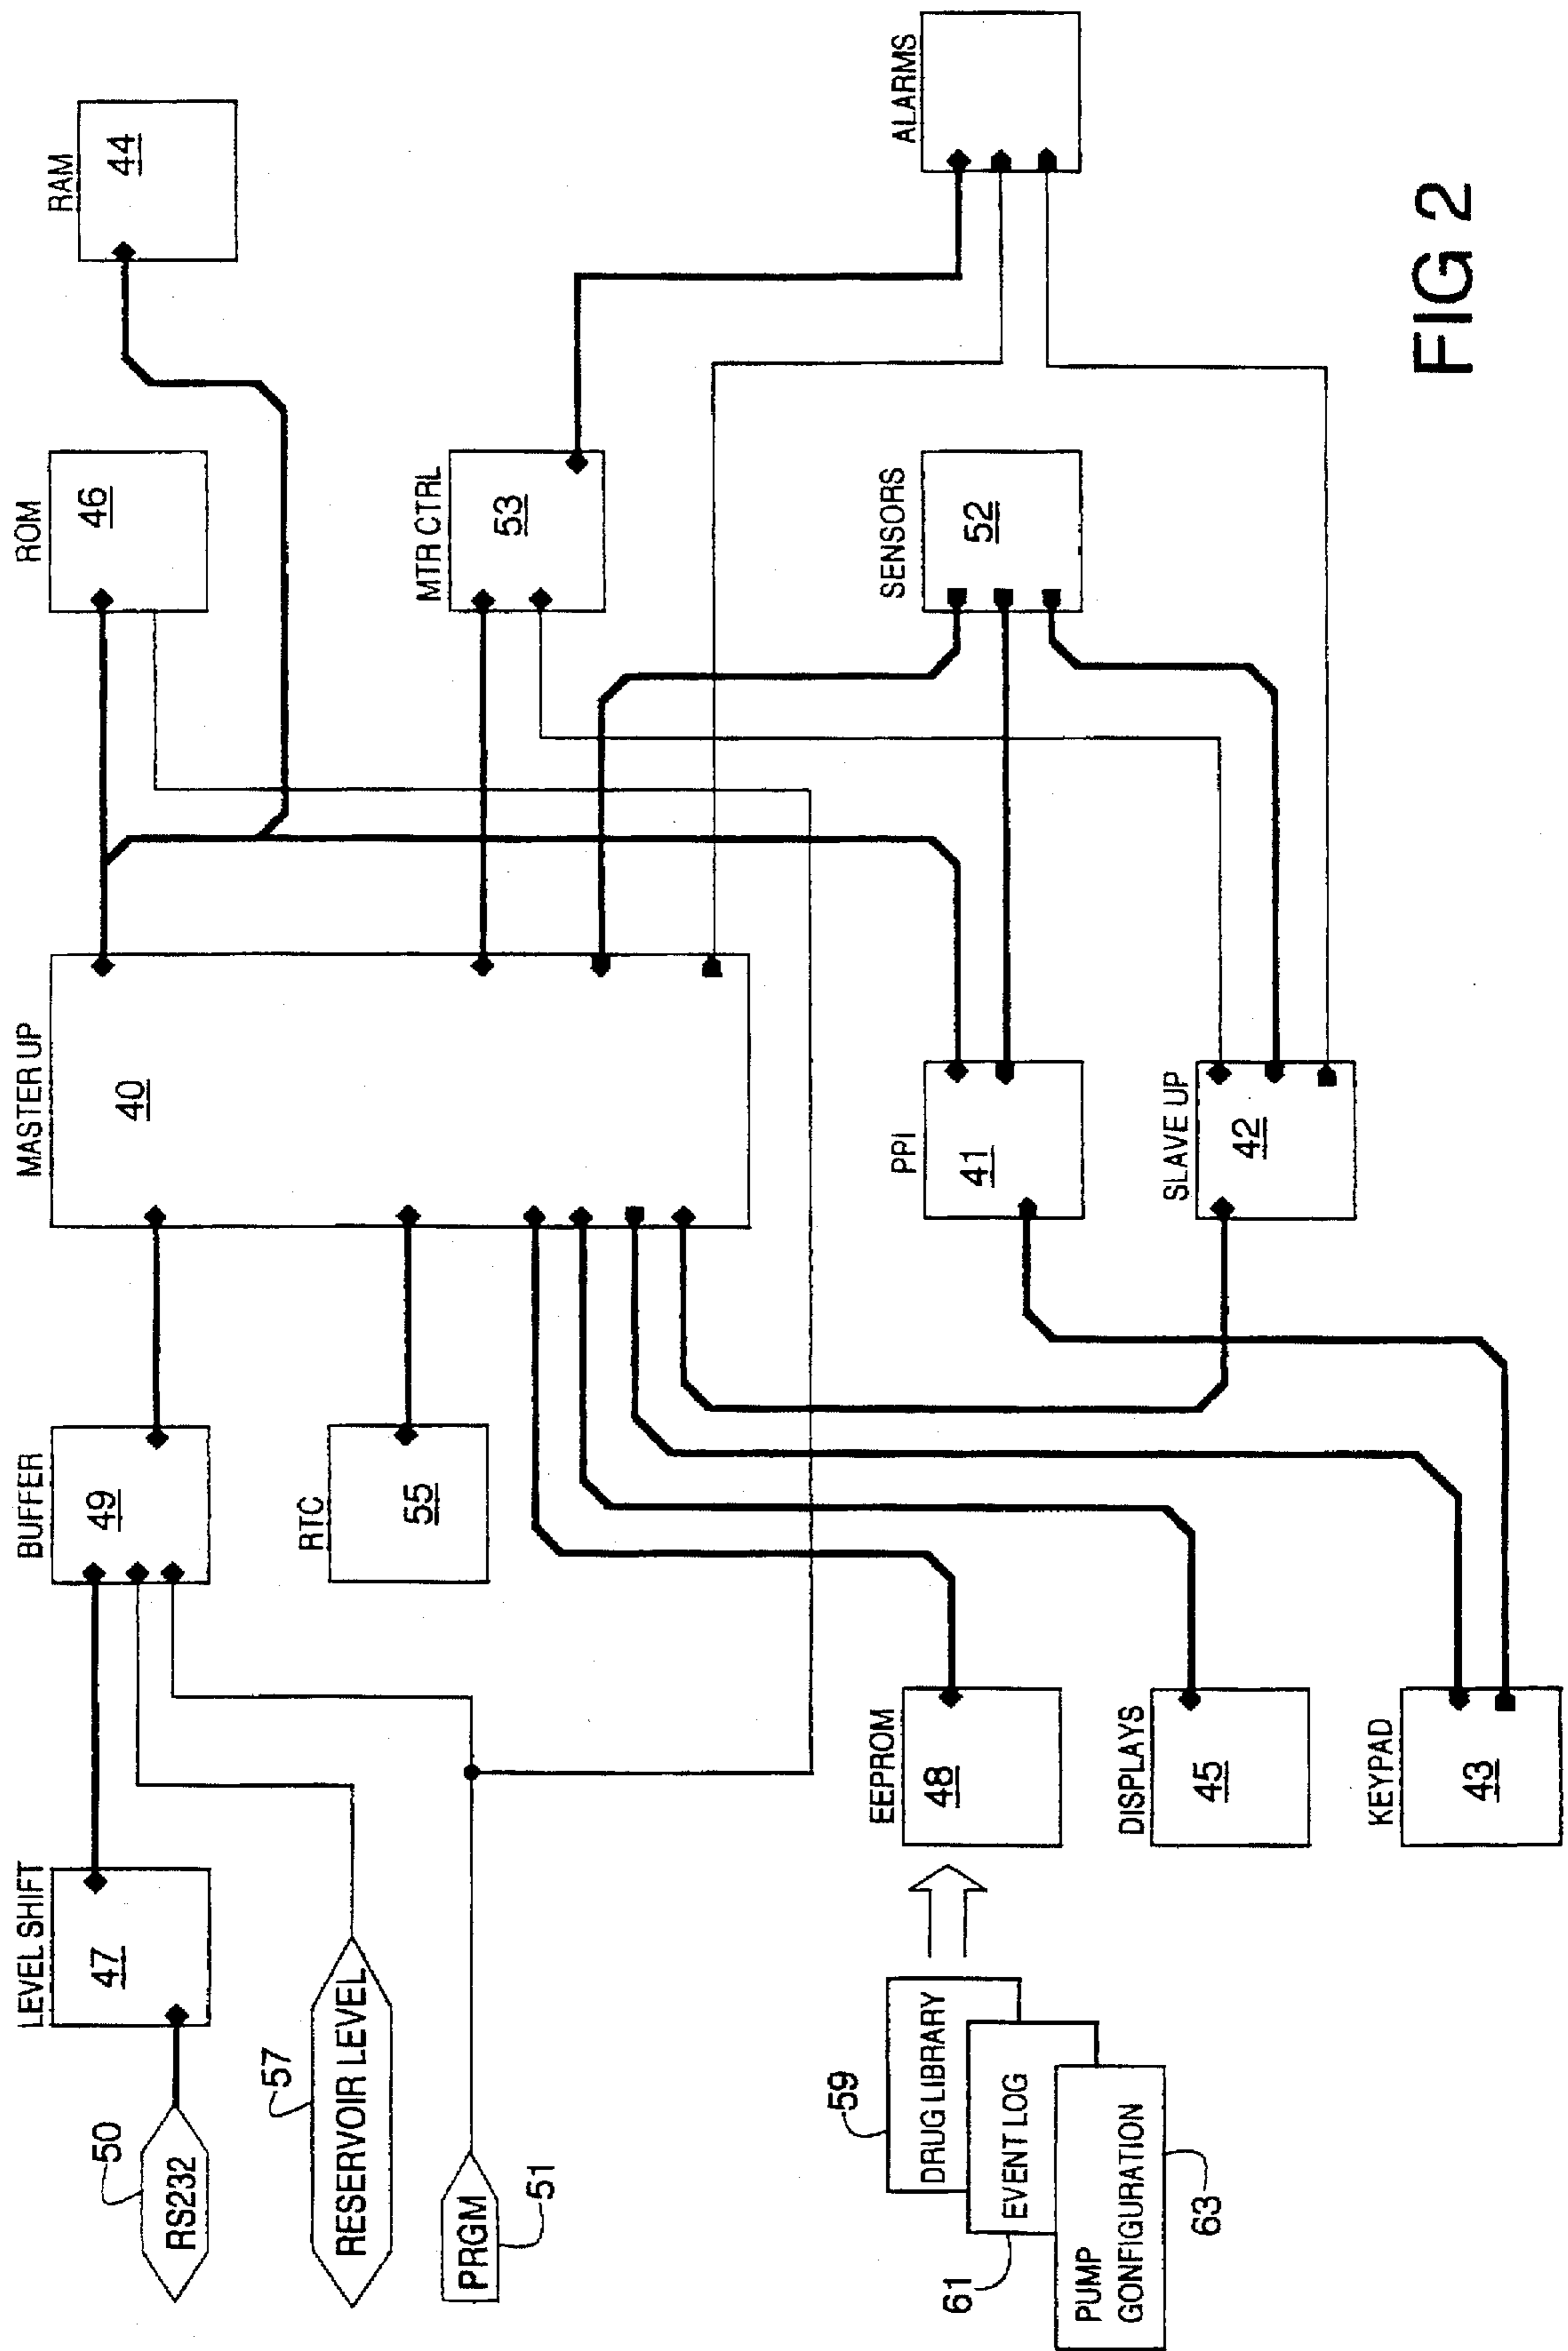 LEVEL SHIFT
47
50
RS232
57
RESERVOIR LEVEL
PRGM
51
BUFFER
49
RTC
55
MASTER UP
40
ROM
46
RAM
44
MTR CTRL
53
SENSORS
52
ALARMS
PPI
41
SLAVE UP
42
EEPROM
48
DISPLAYS
45
KEYPAD
43
59
DRUG LIBRARY
61
EVENT LOG
PUMP
GONFIGURATION
63
FIG 2